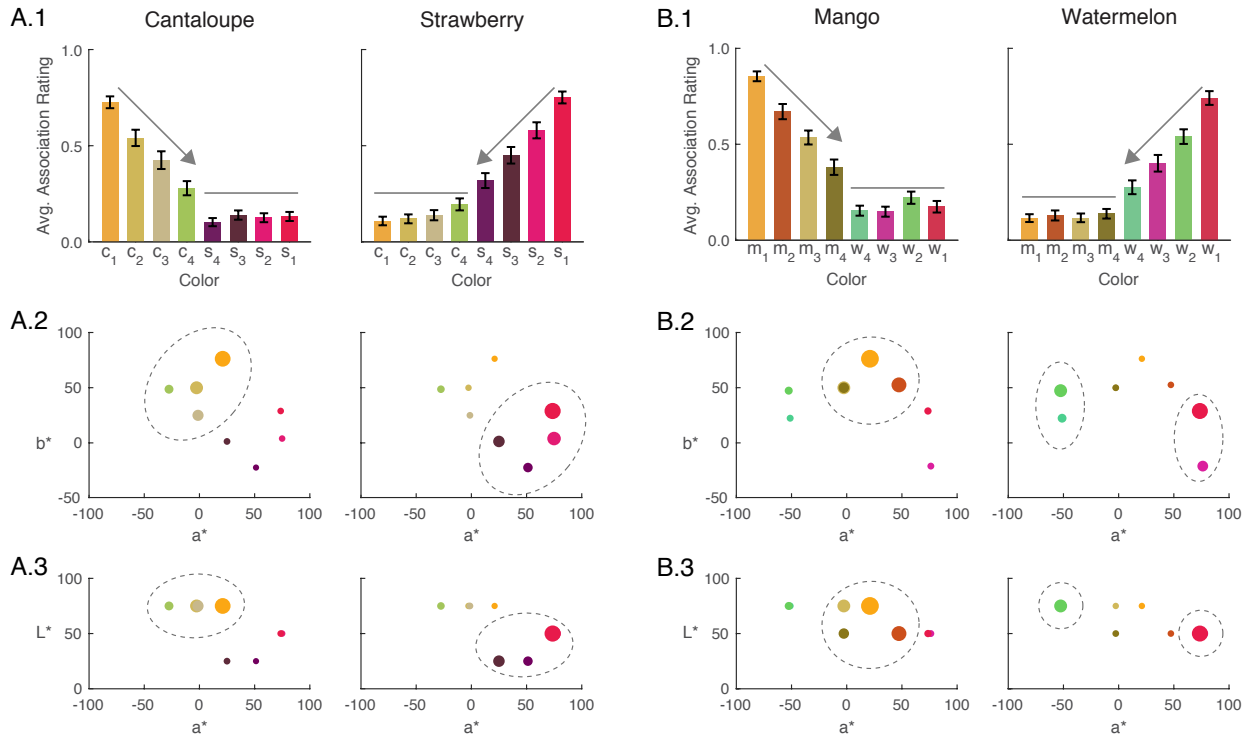 A.1
Cantaloupe
Strawberry
B.1
Mango
Watermelon
Avg. Association Rating
1.0
0.5
0.0
c1 c2 c3 c4 s4 s3 s2 s1
Color
c1 c2 c3 c4 s4 s3 s2 s1
Color
Avg. Association Rating
1.0
0.5
0.0
m1 m2 m3 m4 w4 w3 w2 w1
Color
m1 m2 m3 m4 w4 w3 w2 w1
Color
A.2
b*
100
50
0
-50
-100 -50 0 50 100
a*
-100 -50 0 50 100
a*
B.2
b*
100
50
0
-50
-100 -50 0 50 100
a*
-100 -50 0 50 100
a*
A.3
L*
100
50
0
-100 -50 0 50 100
a*
-100 -50 0 50 100
a*
B.3
L*
100
50
0
-100 -50 0 50 100
a*
-100 -50 0 50 100
a*